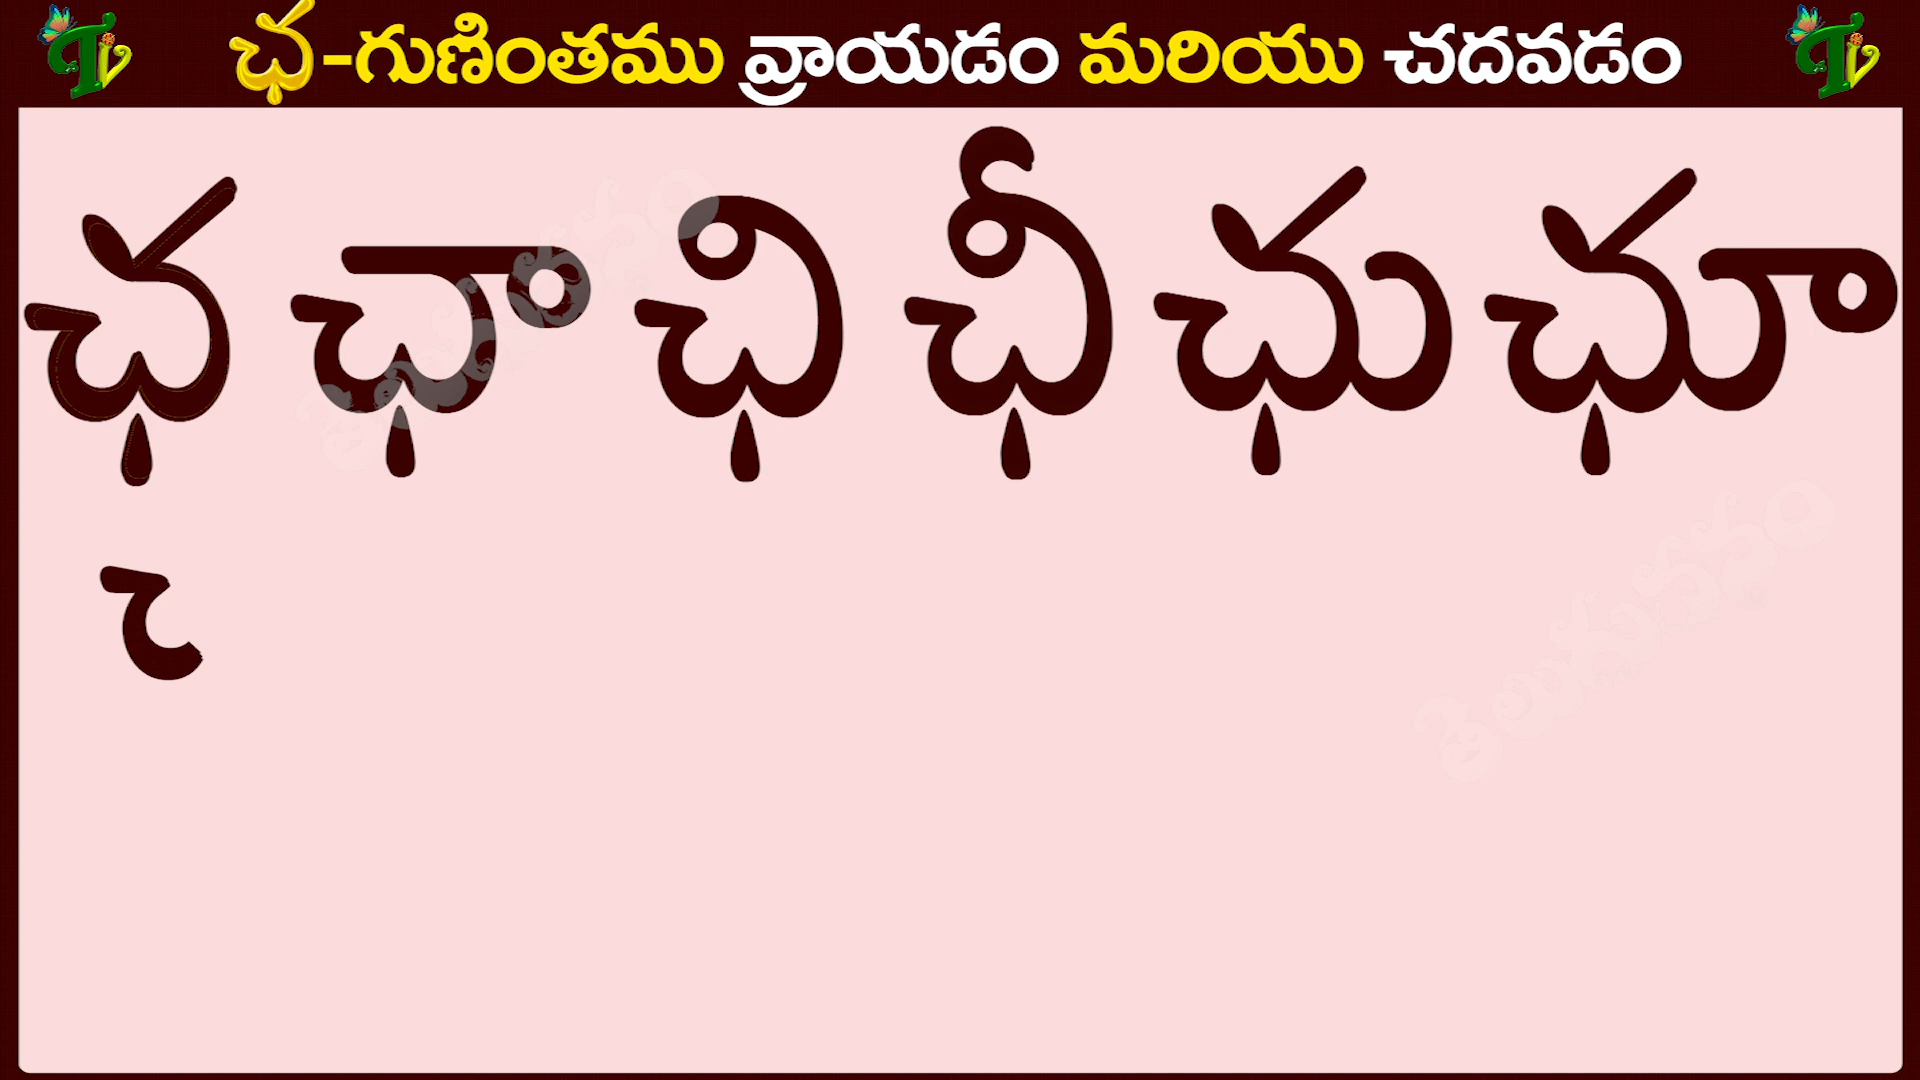 ఛ-గుణింతము వ్రాయడం మరియు చదవడం
ఛ ఛా ఛి ఛీ ఛు ఛూ